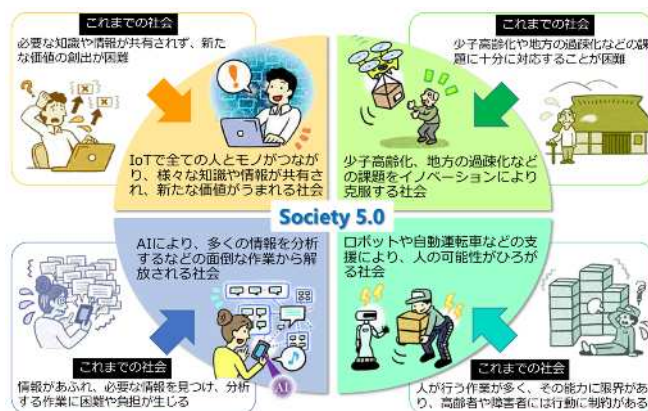 これまでの社会
必要な知識や情報が共有されず、新た
な価値の創出が困難
これまでの社会
少子高齢化や地方の過疎化などの課
題に十分に対応することが困難
IoTで全ての人とモノがつなが
り、様々な知識や情報が共有さ
れ、新たな価値がうまれる社会
少子高齢化、地方の過疎化など
の課題をイノベーションにより
克服する社会
Society 5.0
AIにより、多くの情報を分析
するなどの面倒な作業から解
放される社会
ロボットや自動運転車などの支
援により、人の可能性がひろ
がる社会
AI
これまでの社会
情報があふれ、必要な情報を見つけ、分析
する作業に困難や負担が生じる
これまでの社会
人が行う作業が多く、その能力に限界があ
り、高齢者や障害者には行動に制約がある